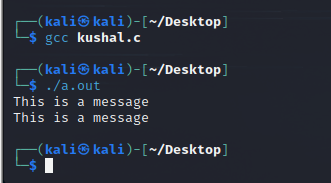 ┌──(kali㉿kali)-[~/Desktop]
└─$ gcc kushal.c
┌──(kali㉿kali)-[~/Desktop]
└─$ ./a.out
This is a message
This is a message
┌──(kali㉿kali)-[~/Desktop]
└─$